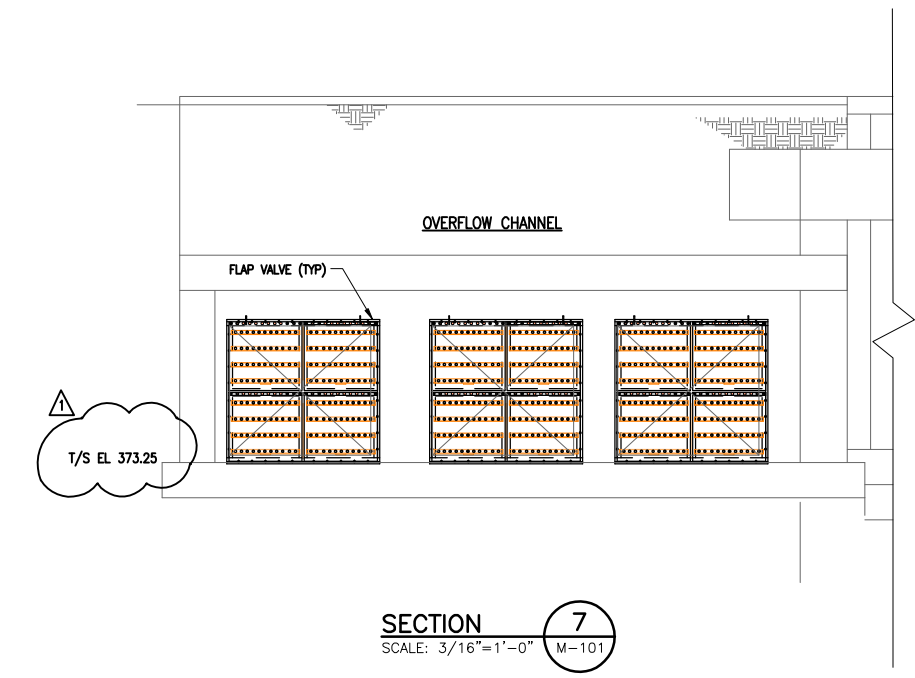 OVERFLOW CHANNEL
FLAP VALVE (TYP)
1
T/S EL 373.25
SECTION
SCALE: 3/16"=1'-0"
7
M-101